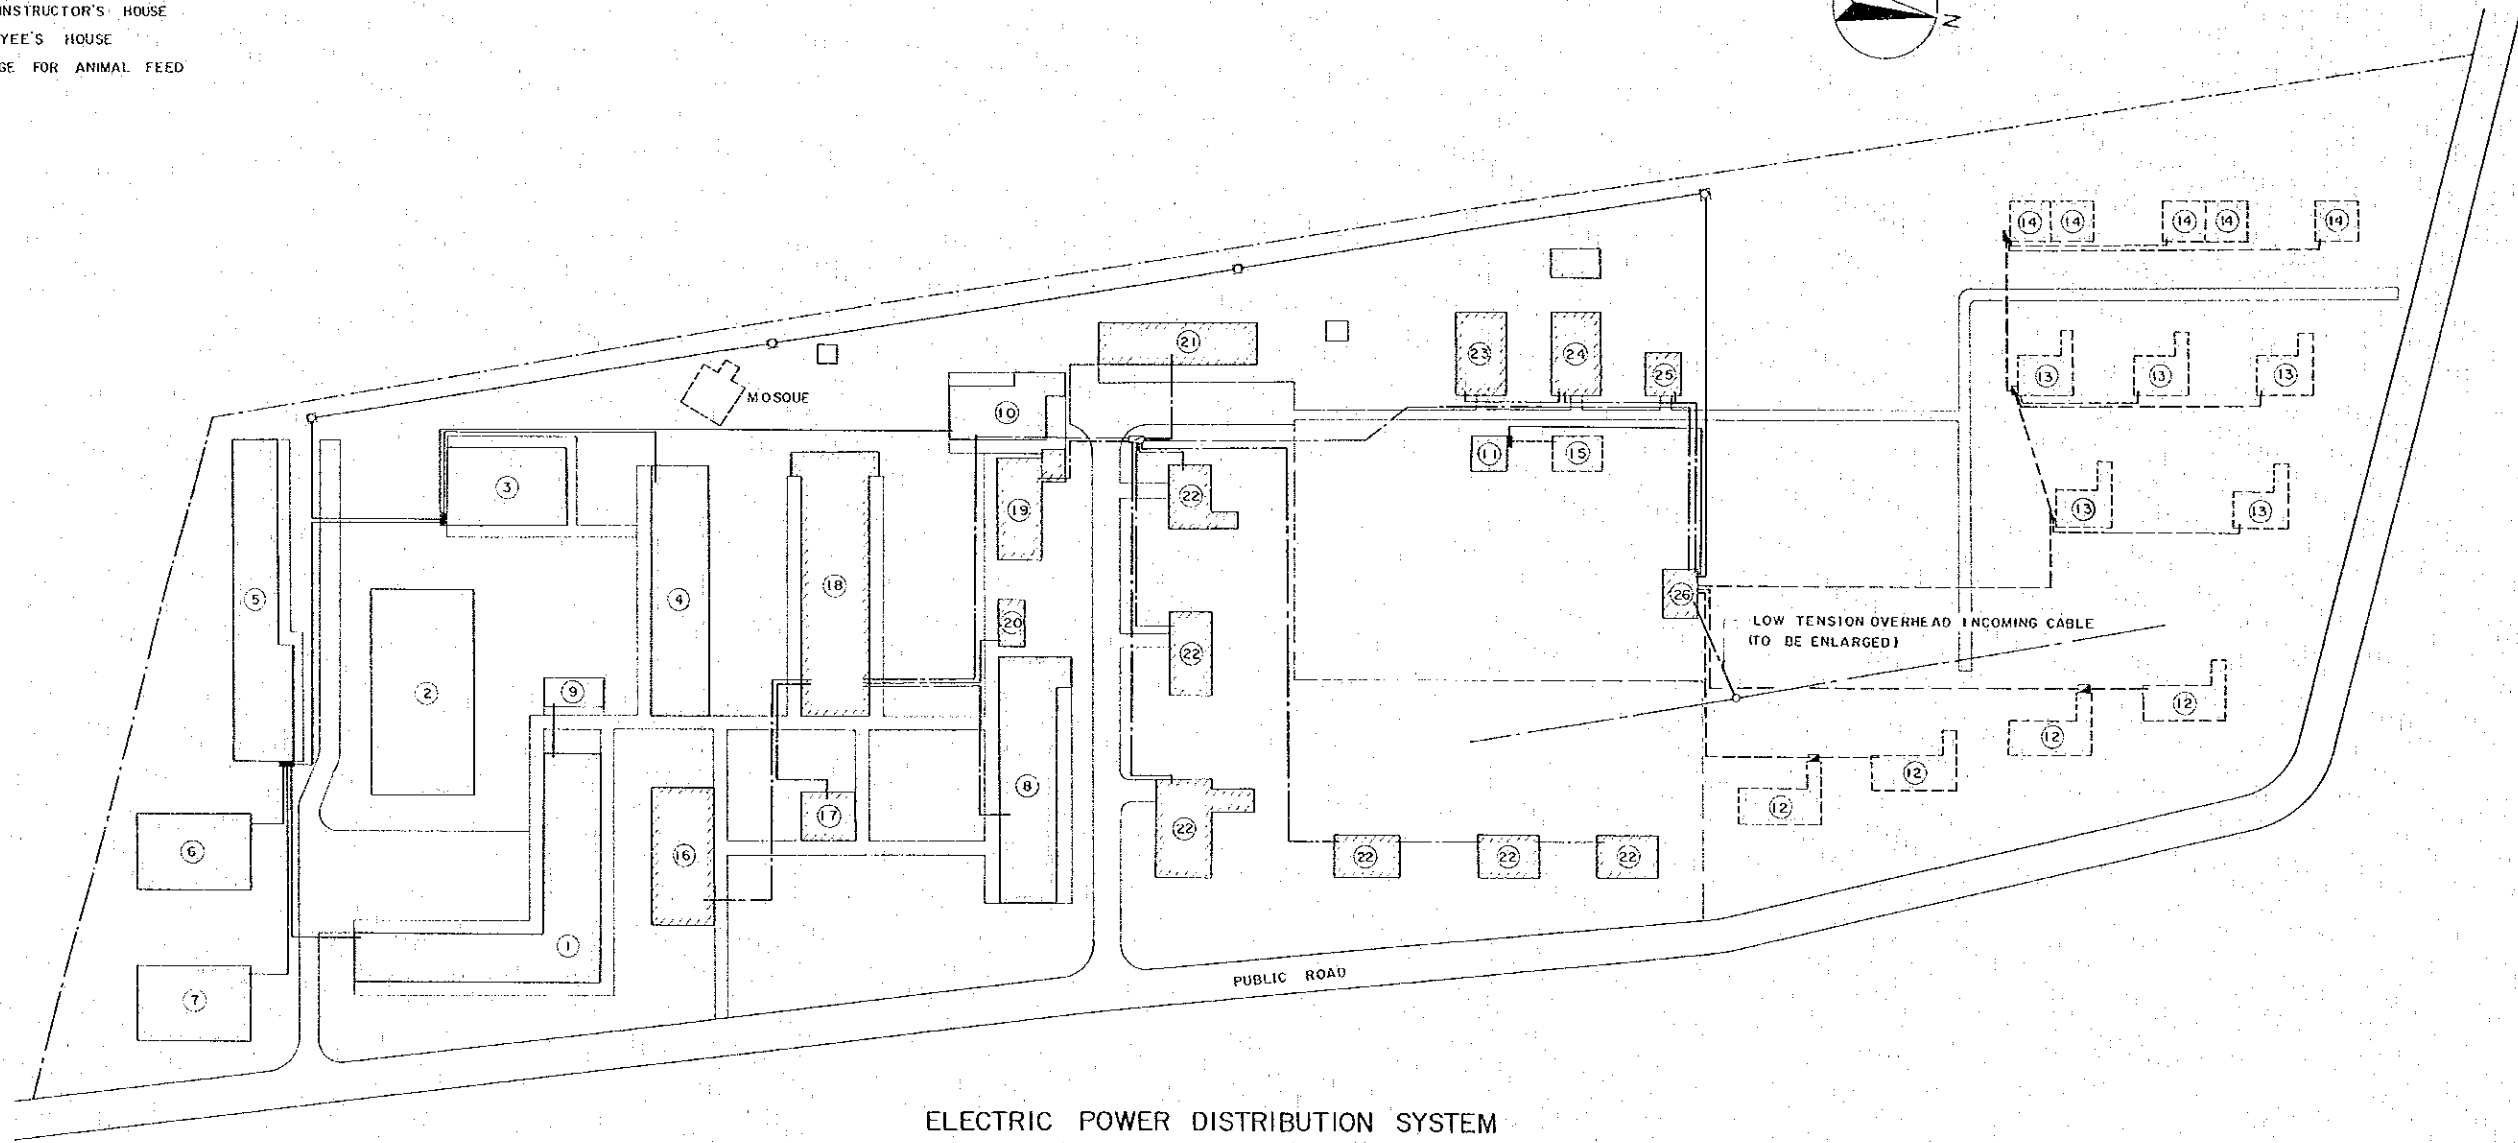 INSTRUCTOR'S HOUSE
YEE'S HOUSE
GE FOR ANIMAL FEED
N
14 14 14 14 14
21
23 24 25
13 13 13
MOSQUE
10
11 15
3
19 22
13 13
5 4 18
20
26
LOW TENSION OVERHEAD INCOMING CABLE
(TO BE ENLARGED)
22
2 9
12
12
12
12
8
17
6 16
22
22 22 22
1
7
PUBLIC ROAD
ELECTRIC POWER DISTRIBUTION SYSTEM